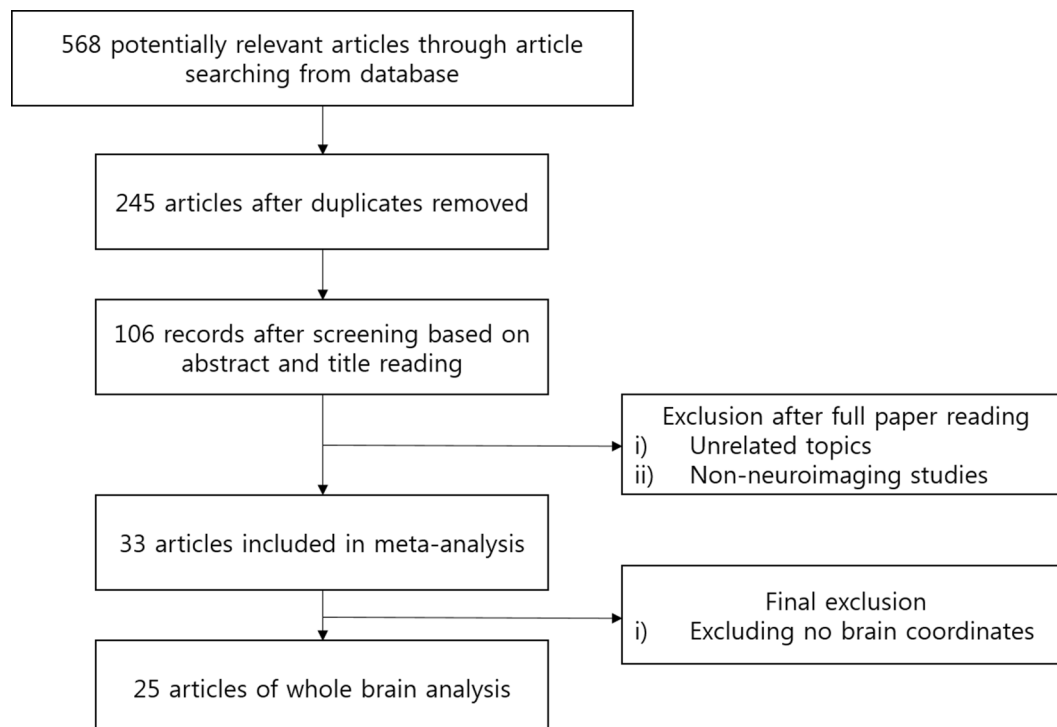 568 potentially relevant articles through article
searching from database
245 articles after duplicates removed
106 records after screening based on
abstract and title reading
Exclusion after full paper reading
i) Unrelated topics
ii) Non-neuroimaging studies
33 articles included in meta-analysis
Final exclusion
i) Excluding no brain coordinates
25 articles of whole brain analysis